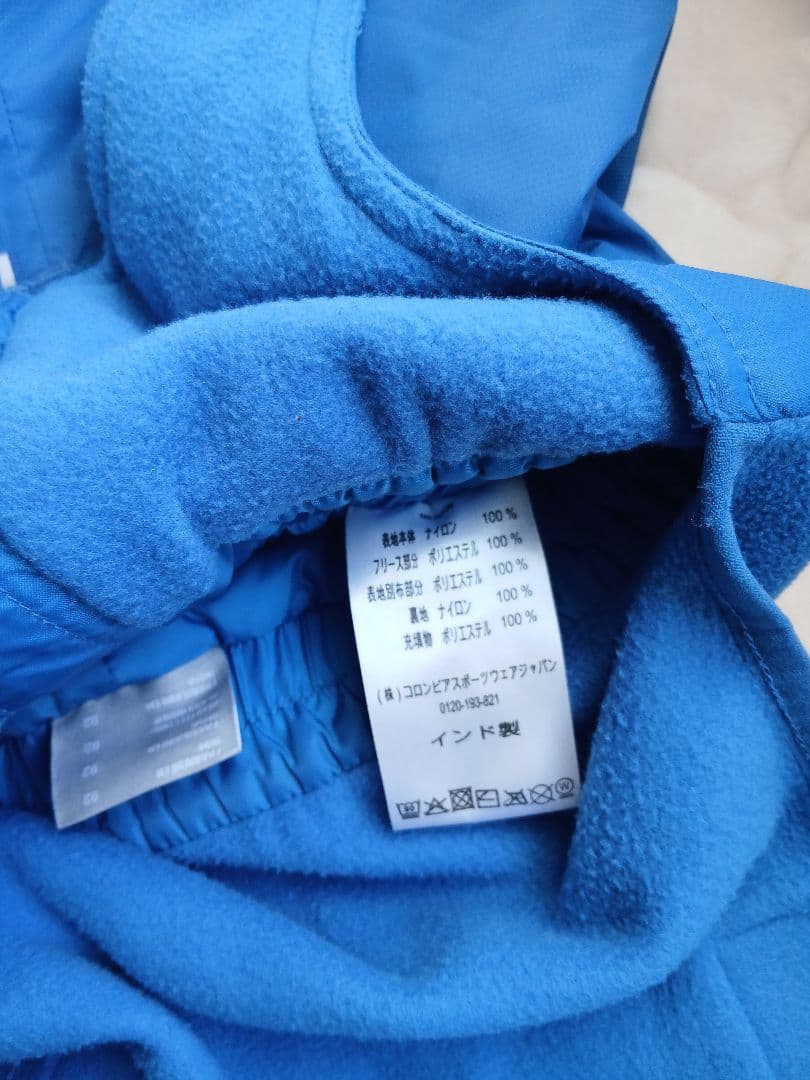 表地本体 ナイロン 100 %
フリース部分 ポリエステル 100 %
表地別布部分 ポリエステル 100 %
裏地 ナイロン 100 %
充填物 ポリエステル 100 %
(株)コロンビアスポーツウェアジャパン
0120-193-821
インド製